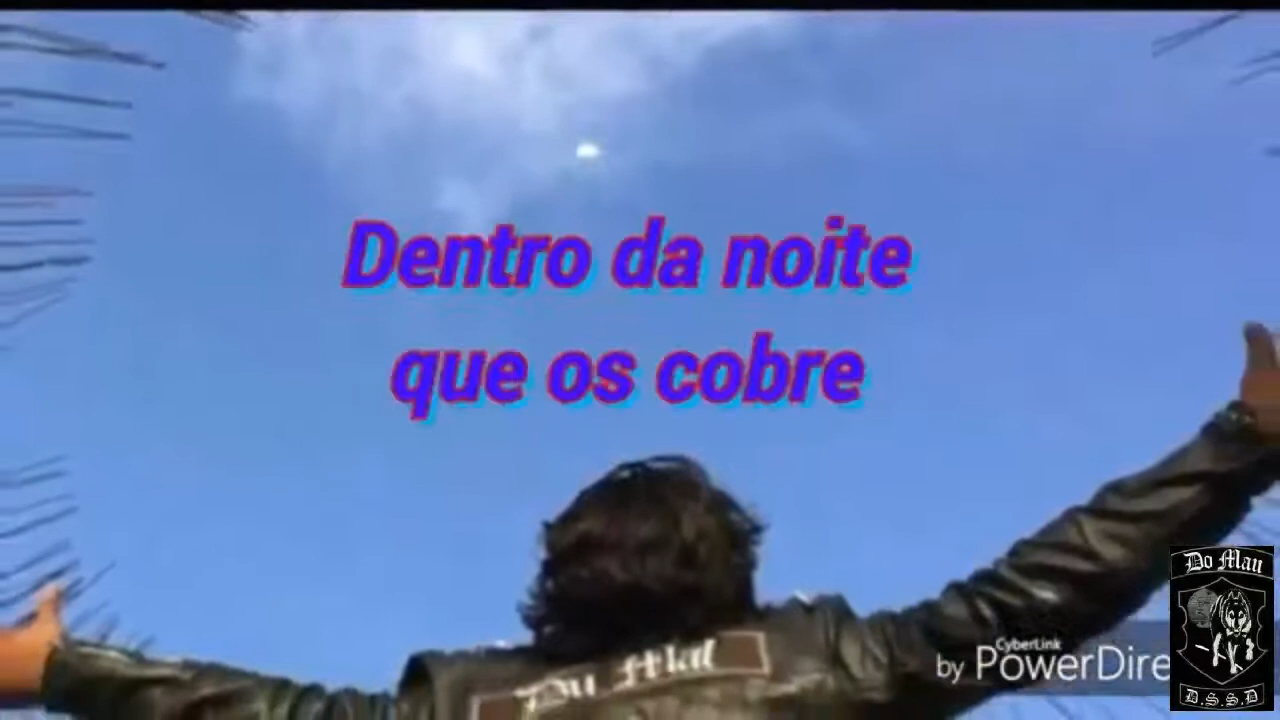 Dentro da noite
que os cobre
Do Mau
CyberLink
by PowerDire
D.S.S.D